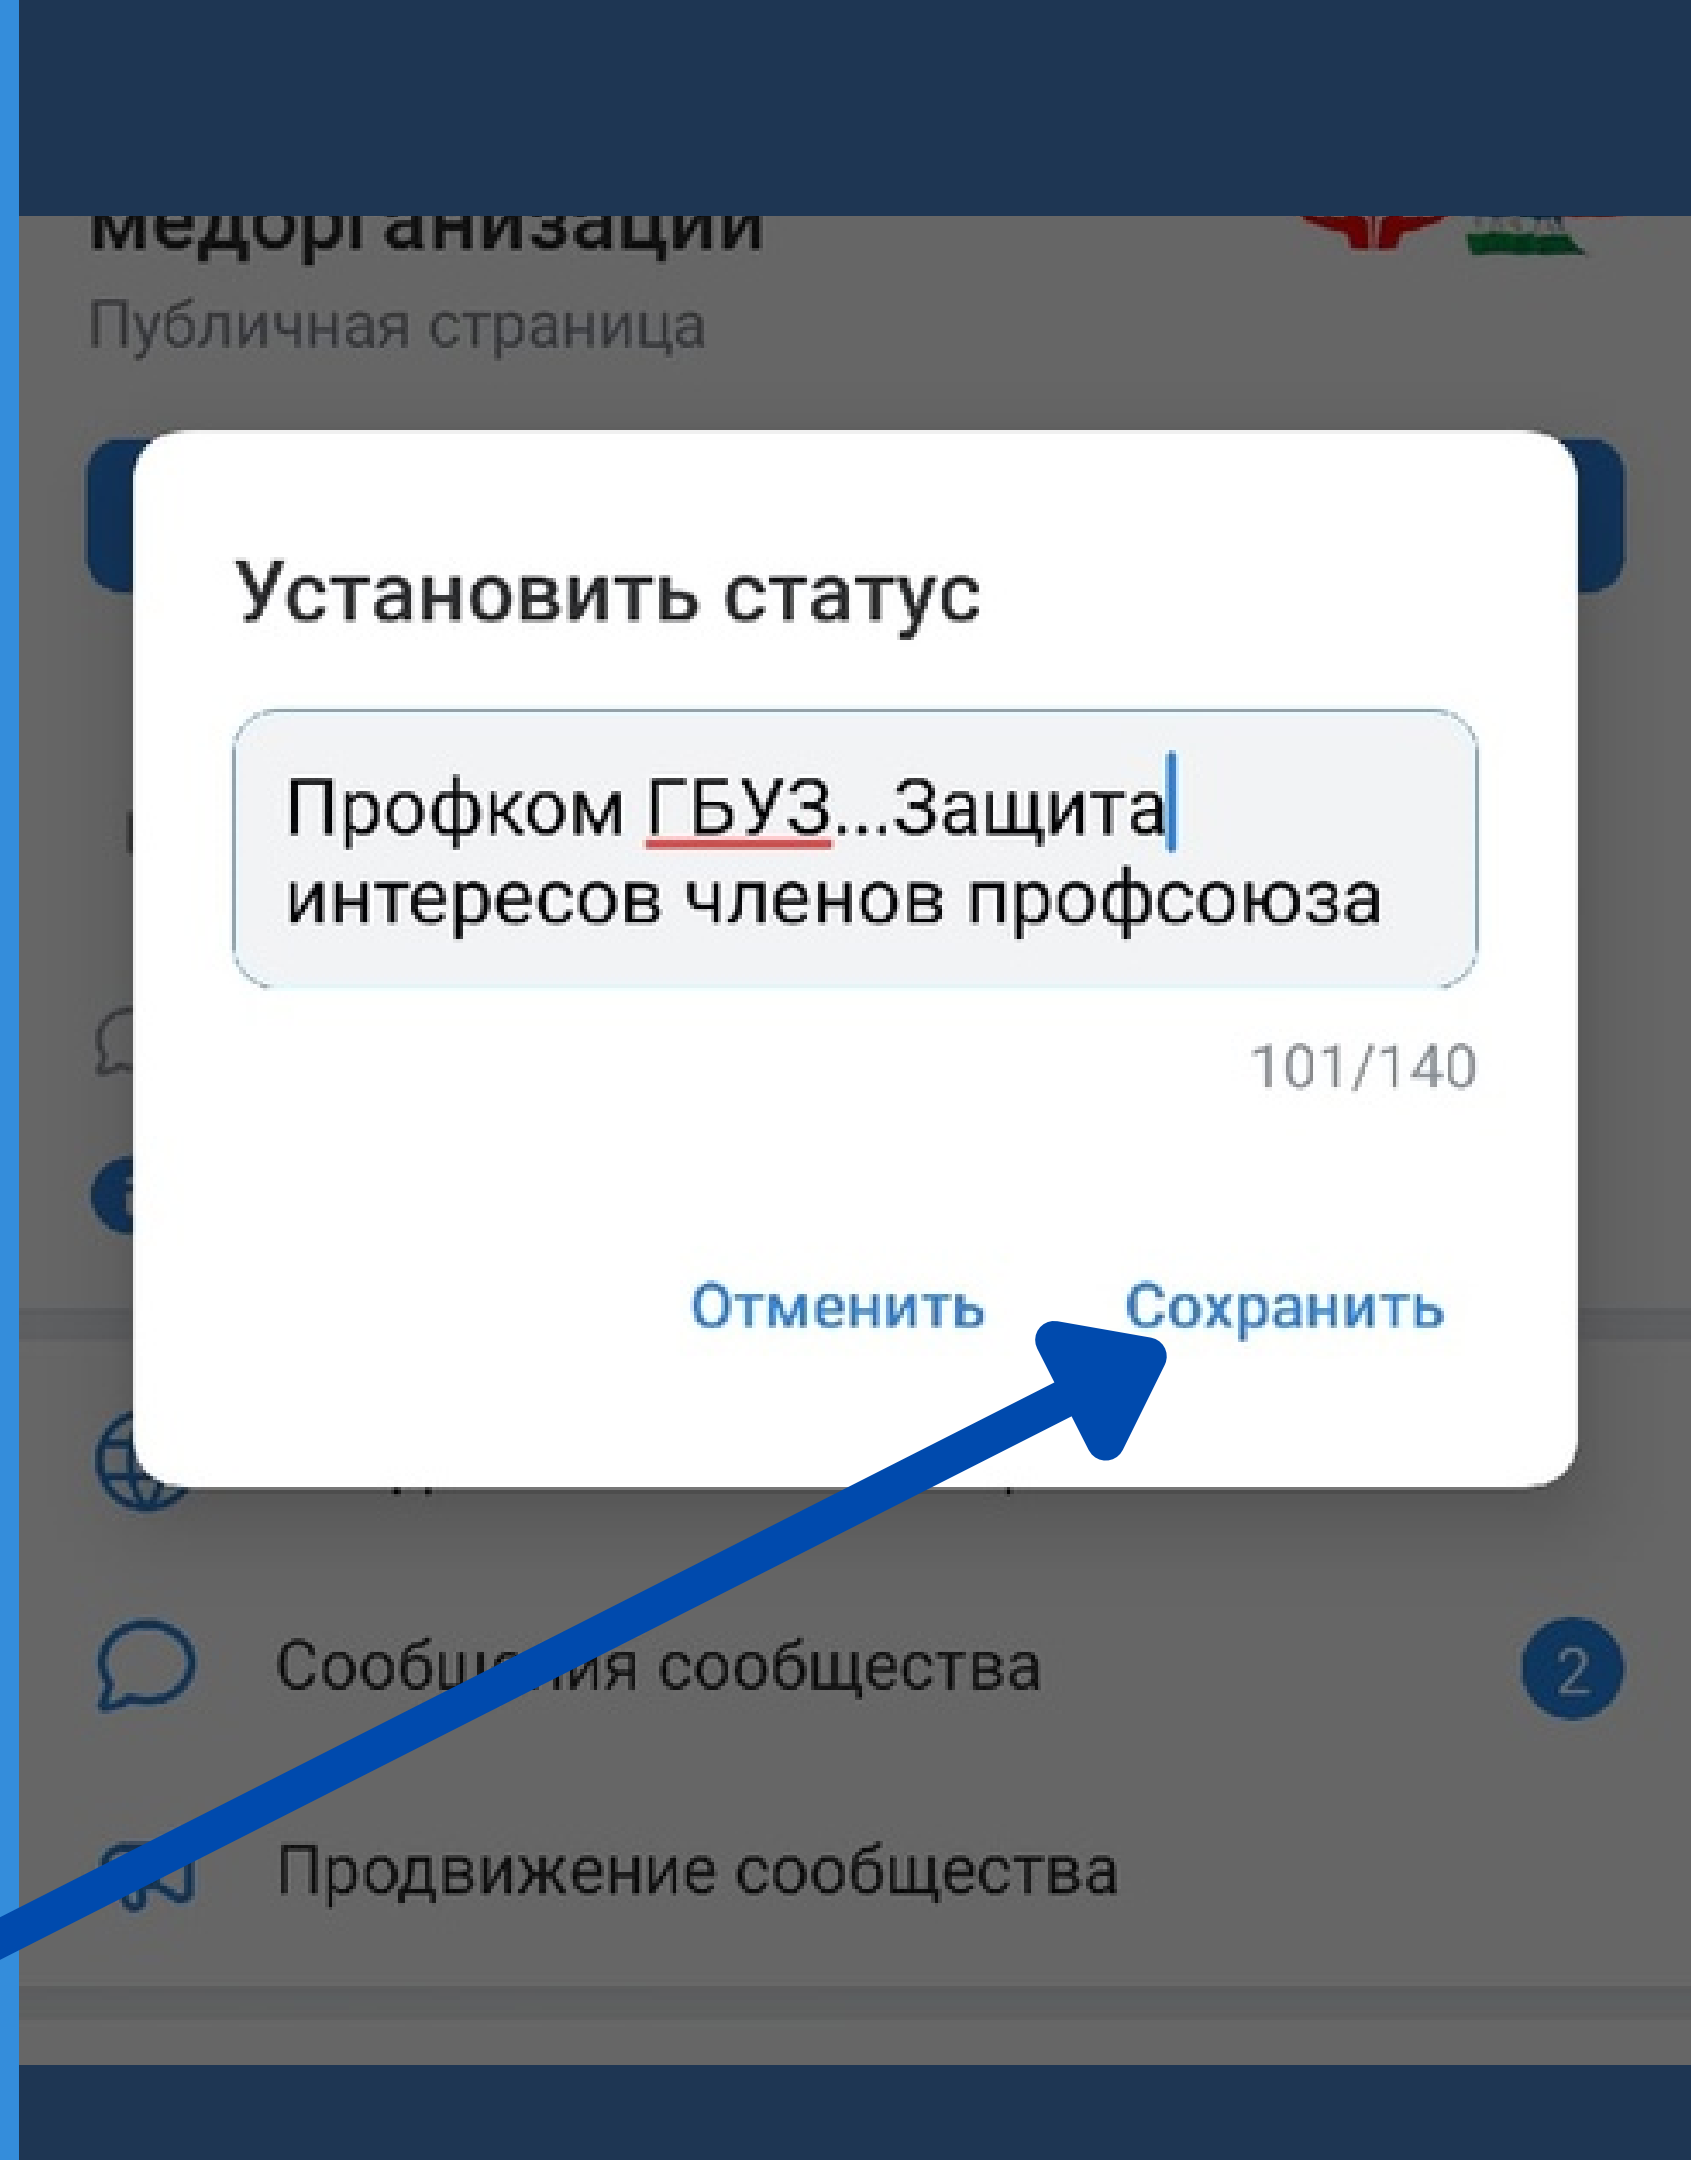 медорганизации
Публичная страница
Установить статус
Профком ГБУЗ...Защита
интересов членов профсоюза
101/140
Отменить
Сохранить
Сообщения сообщества
2
Продвижение сообщества